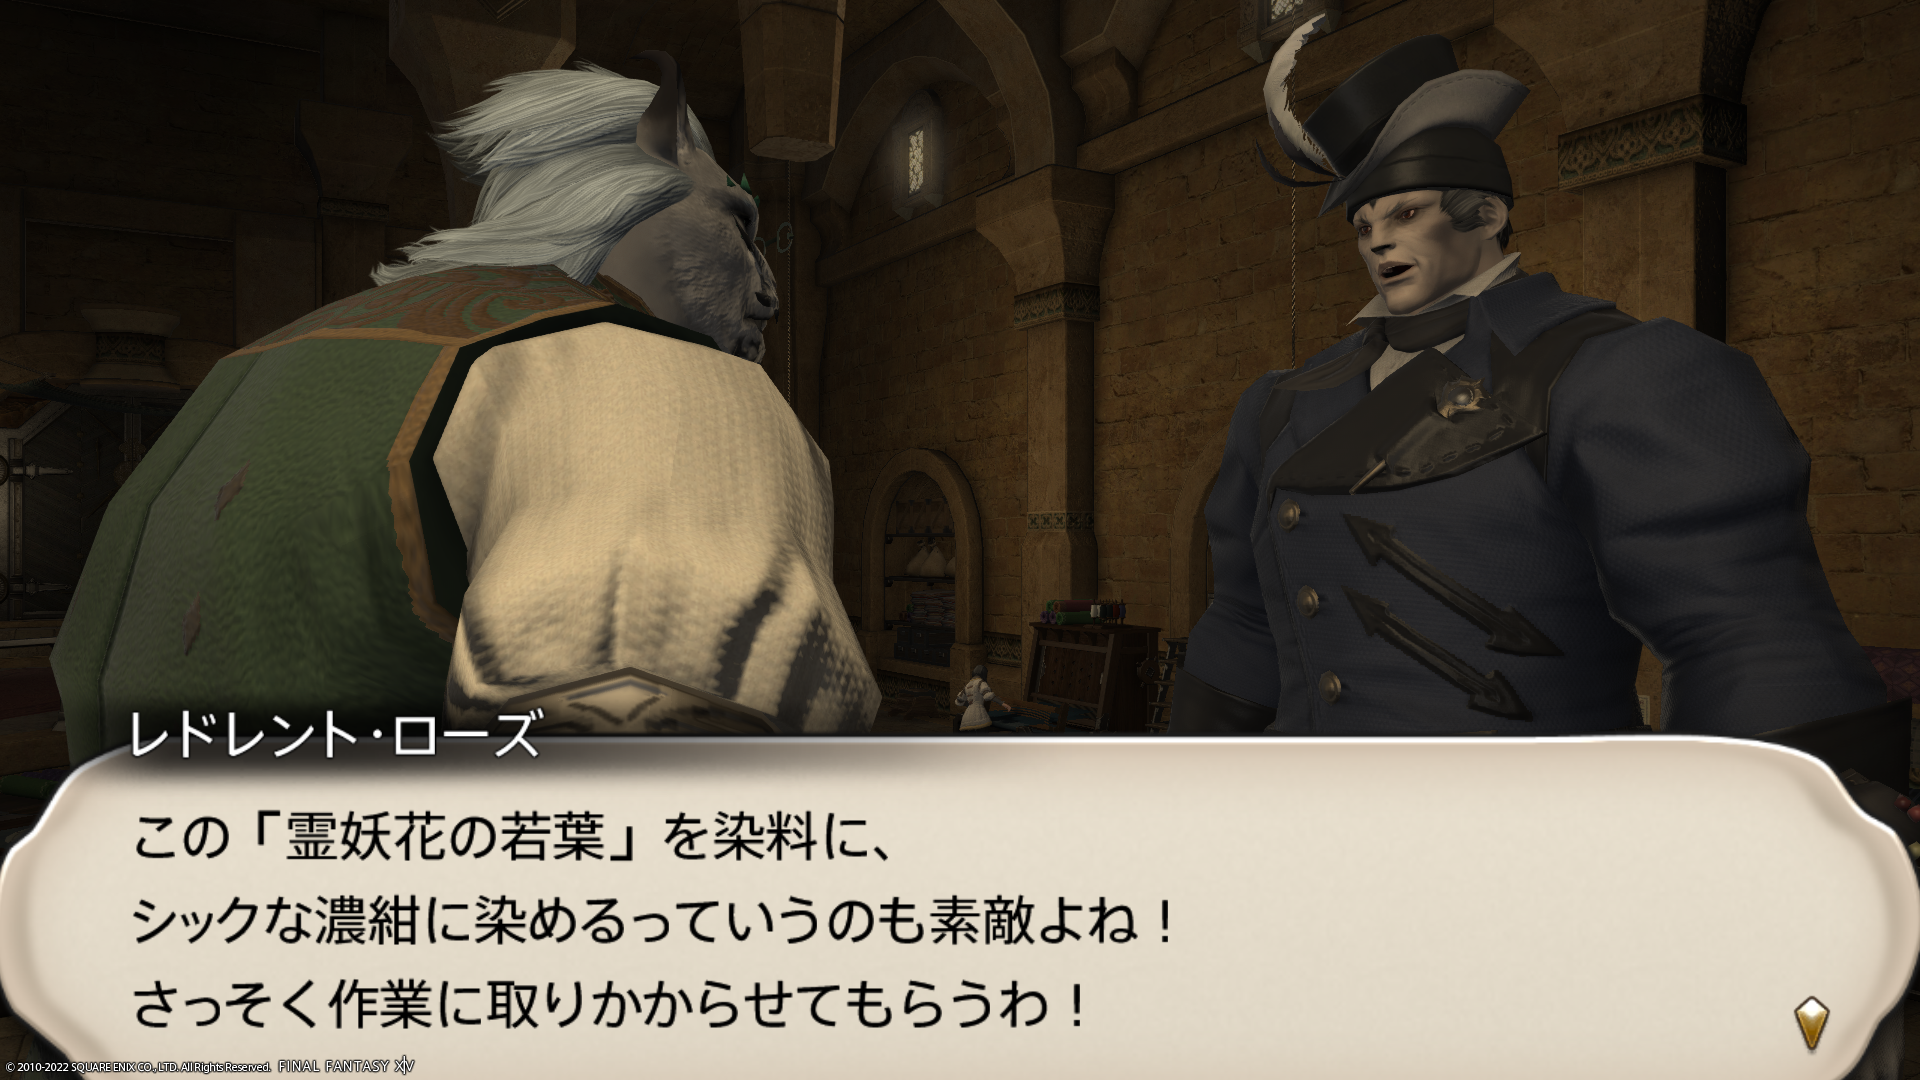 レドレント・ローズ
この「霊妖花の若葉」を染料に、
シックな濃紺に染めるっていうのも素敵よね！
さっそく作業に取りかからせてもらうわ！
© 2010-2022 SQUARE ENIX CO., LTD. All Rights Reserved. FINAL FANTASY XIV